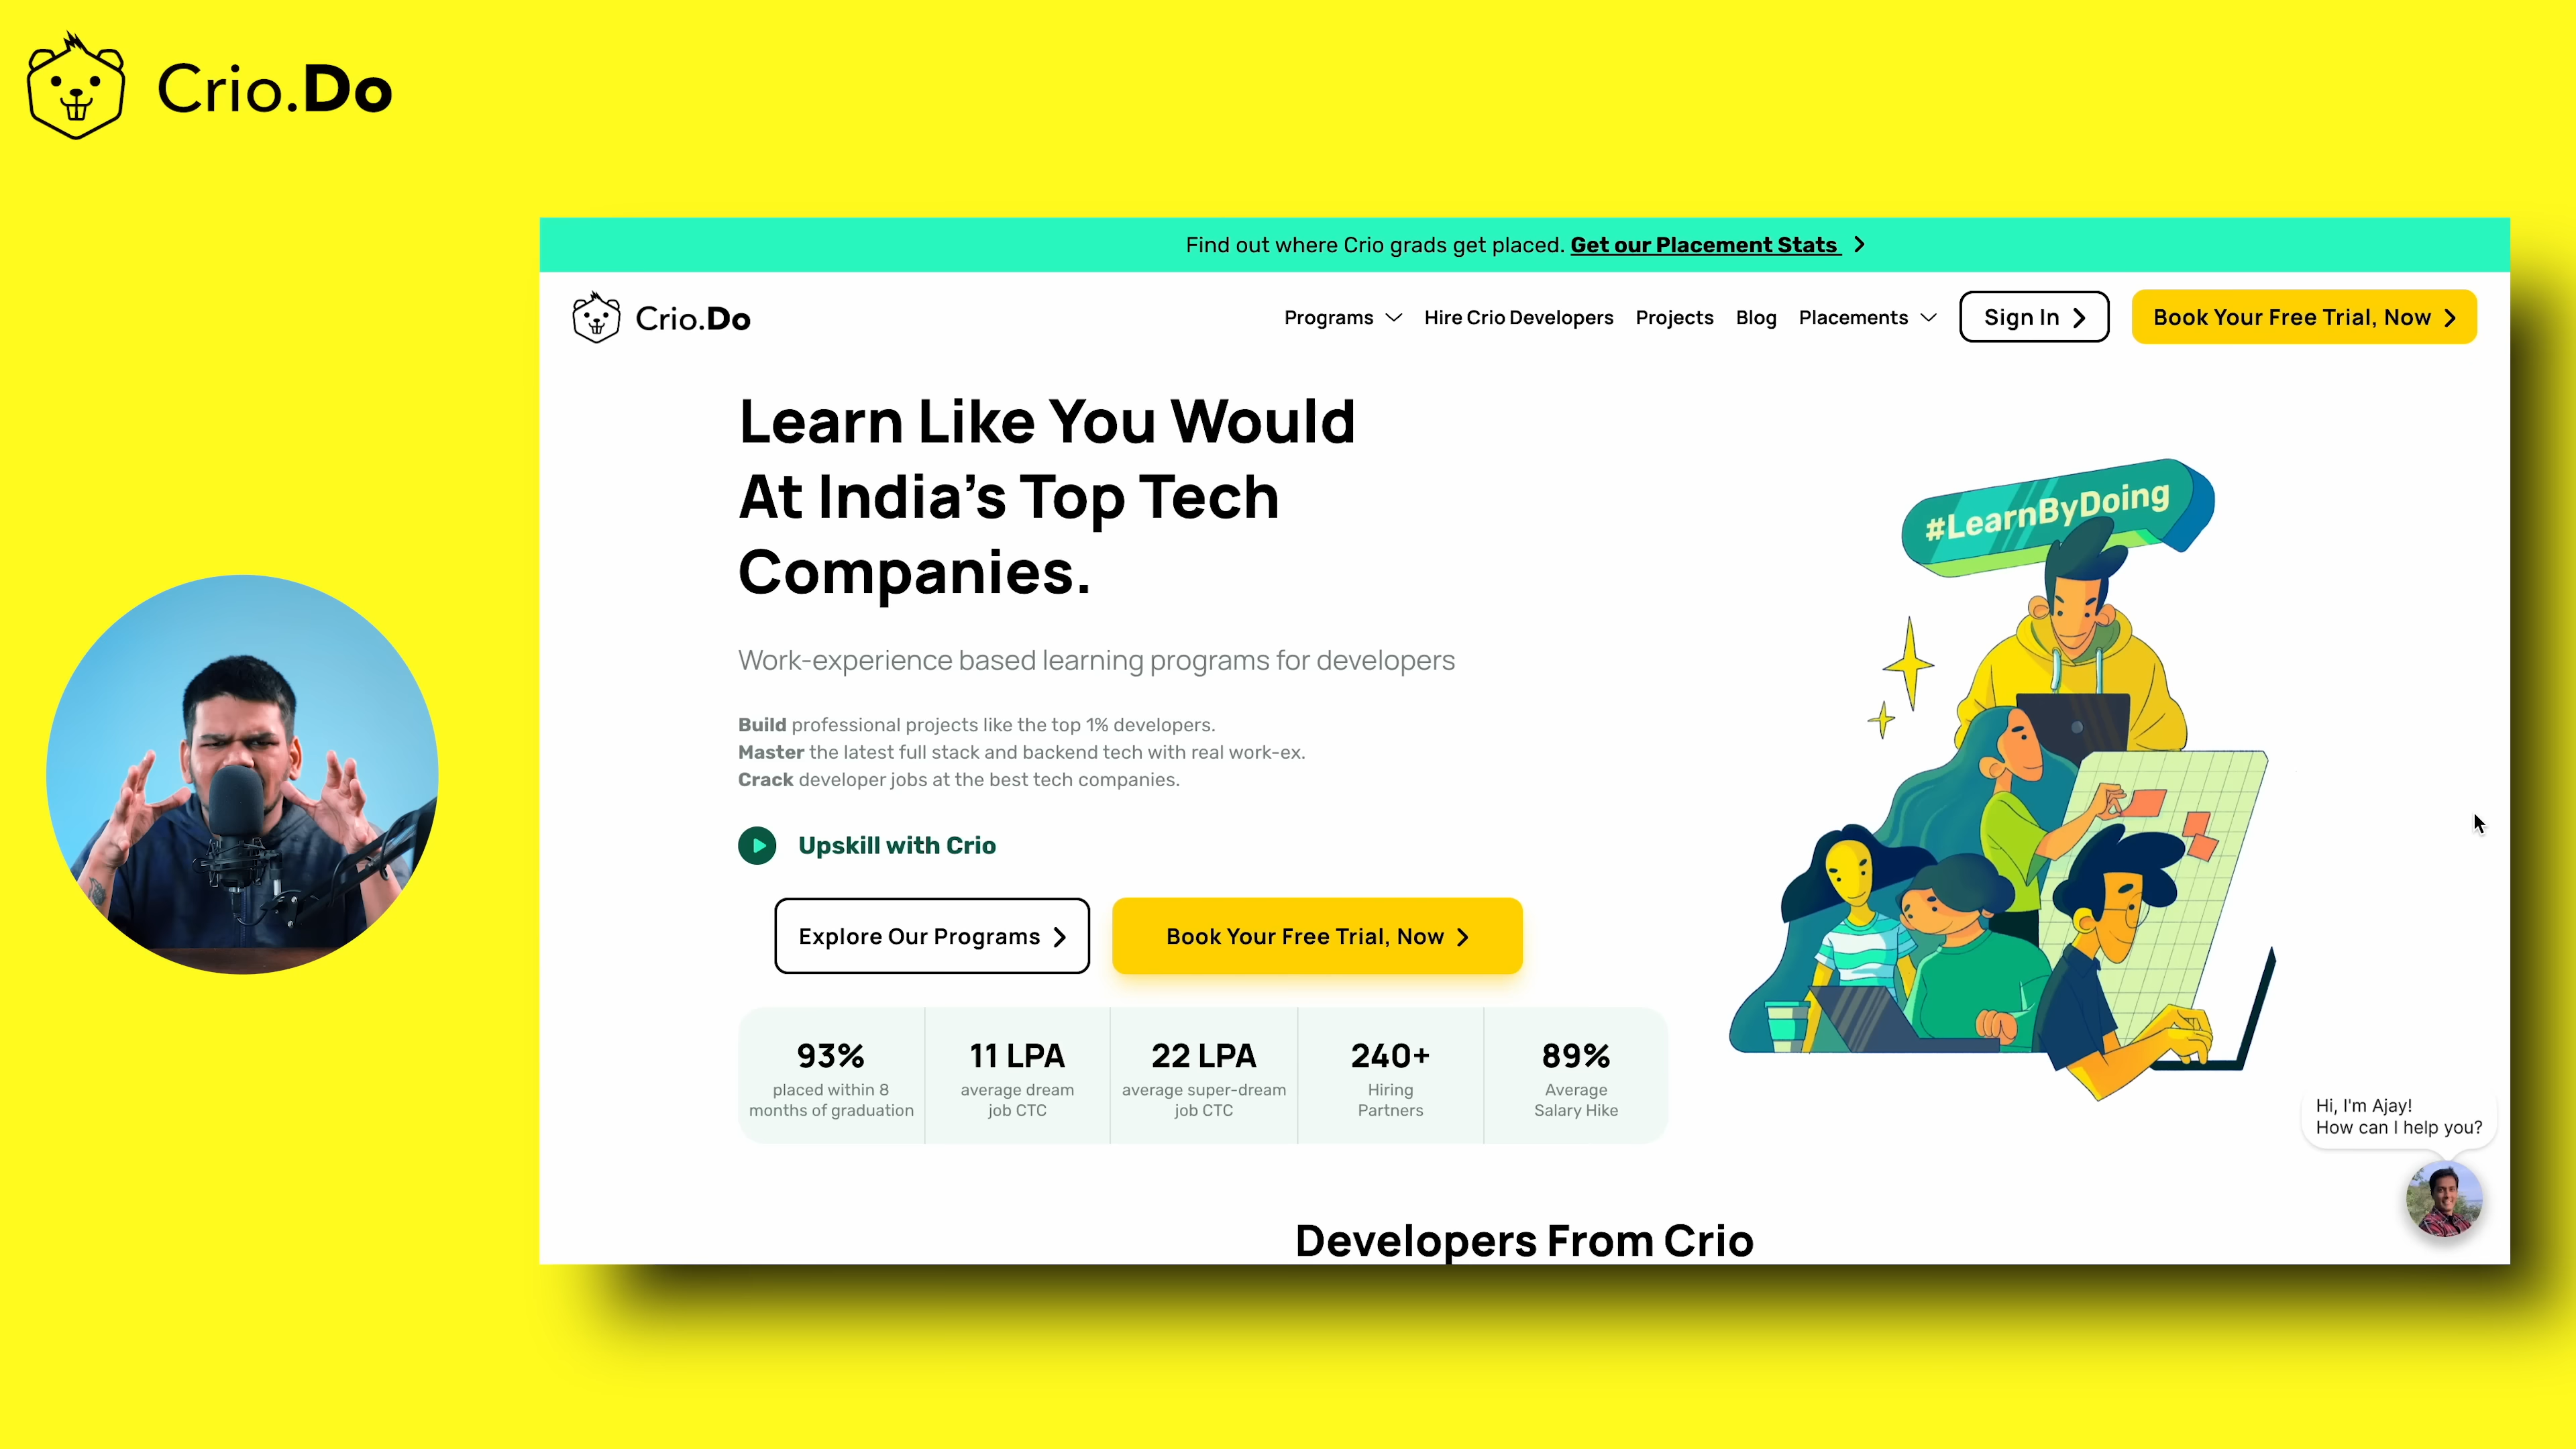 Crio.Do
Find out where Crio grads get placed. Get our Placement Stats
Crio.Do
Programs
Hire Crio Developers
Projects
Blog
Placements
Sign In
Book Your Free Trial, Now
Learn Like You Would
At India’s Top Tech
Companies.
#LearnByDoing
Work-experience based learning programs for developers
Build professional projects like the top 1% developers.
Master the latest full stack and backend tech with real work-ex.
Crack developer jobs at the best tech companies.
Upskill with Crio
Explore Our Programs
Book Your Free Trial, Now
93%
placed within 8
months of graduation
11 LPA
average dream
job CTC
22 LPA
average super-dream
job CTC
240+
Hiring
Partners
89%
Average
Salary Hike
Hi, I'm Ajay!
How can I help you?
Developers From Crio